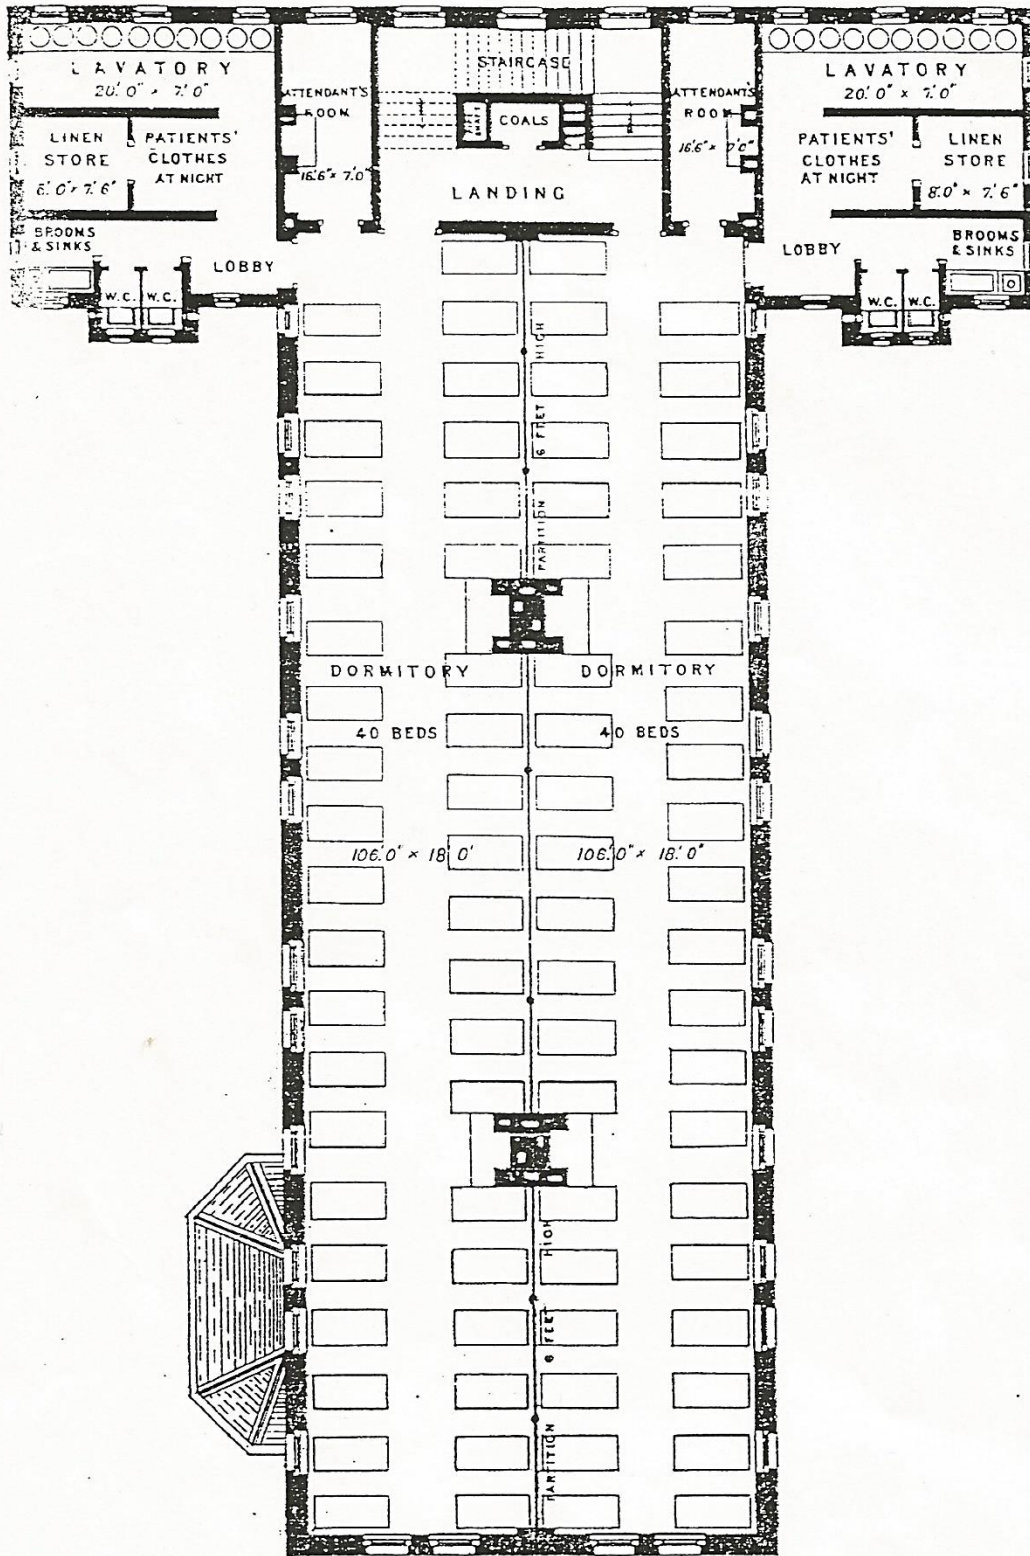 LAVATORY
20'.0" × 7'.0"
LINEN
STORE
8'.0" × 7'.6"
PATIENTS'
CLOTHES
AT NIGHT
BROOMS
& SINKS
W.C.
W.C.
LOBBY
ATTENDANT'S
ROOM
16'.6" × 7'.0"
STAIRCASE
COALS
LANDING
ATTENDANT'S
ROOM
16'.6" × 7'.0"
LAVATORY
20'.0" × 7'.0"
PATIENTS'
CLOTHES
AT NIGHT
LINEN
STORE
8'.0" × 7'.6"
LOBBY
BROOMS
& SINKS
W.C.
W.C.
PARTITION 6 FEET HIGH
DORMITORY
40 BEDS
106'.0" × 18'.0"
DORMITORY
40 BEDS
106'.0" × 18'.0"
PARTITION 6 FEET HIGH